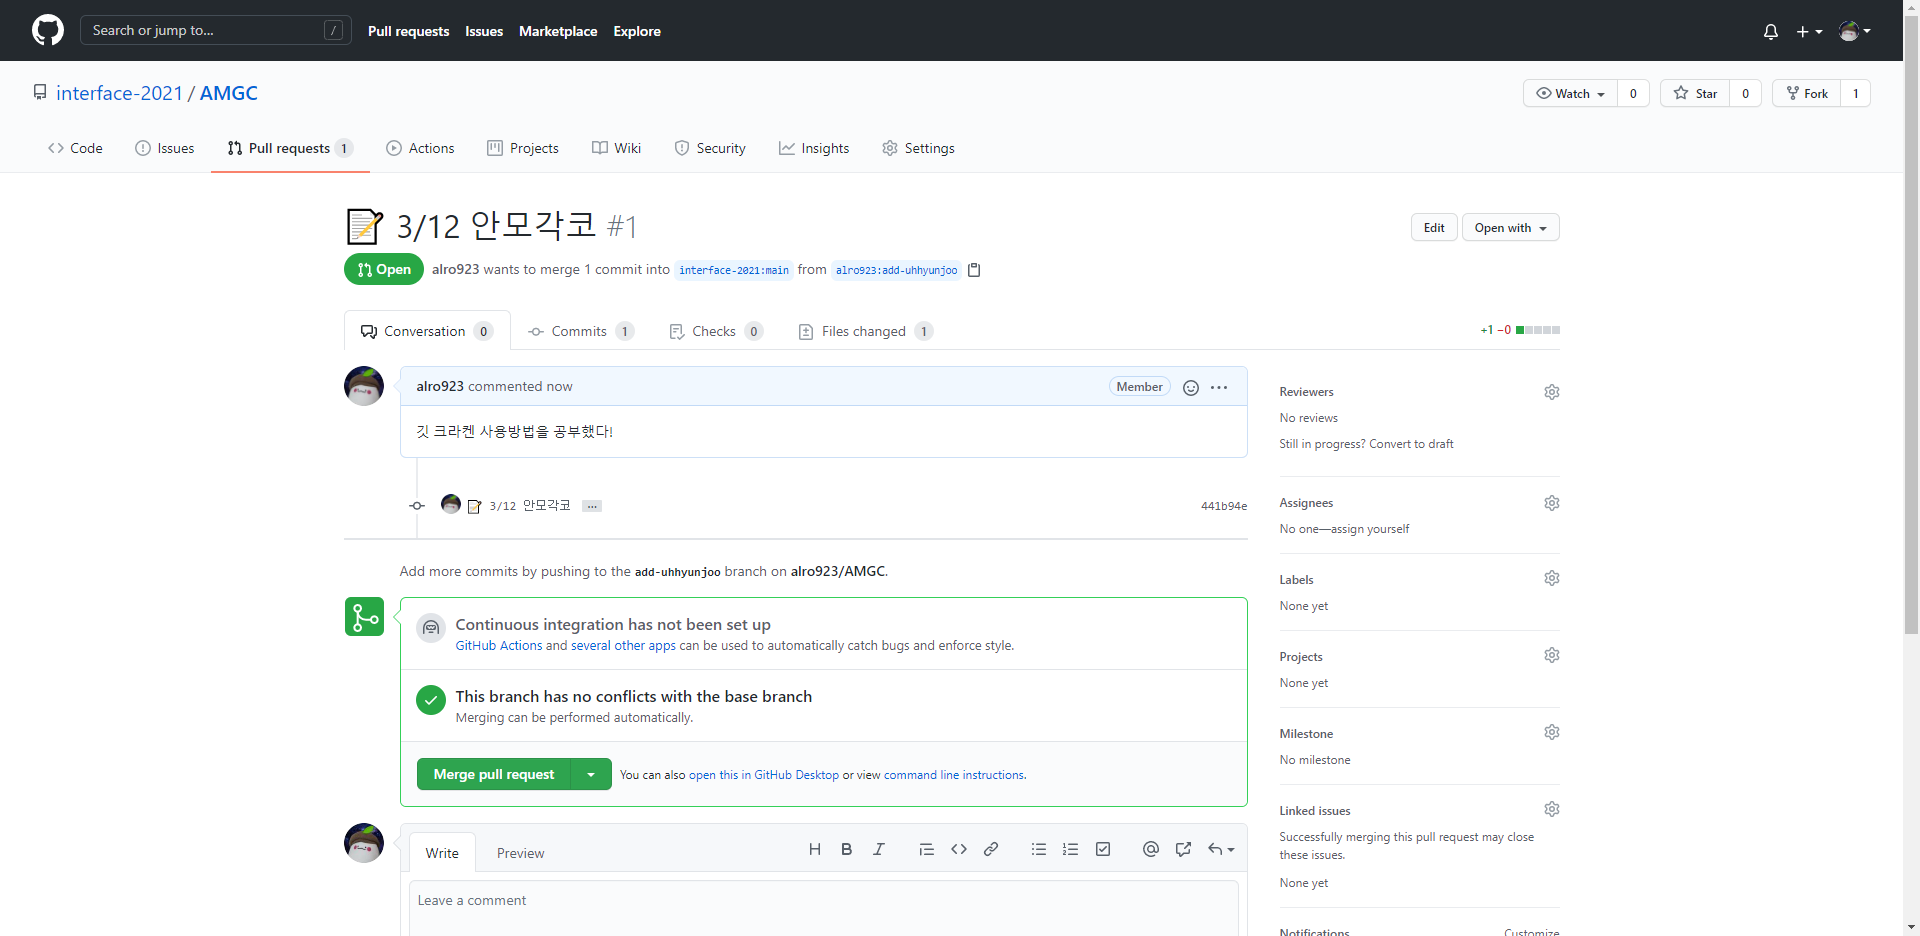 Search or jump to... /
Pull requests Issues Marketplace Explore
interface-2021 / AMGC
Watch 0 Star 0 Fork 1
Code Issues Pull requests 1 Actions Projects Wiki Security Insights Settings
3/12 안모각코 #1
Edit Open with
Open alro923 wants to merge 1 commit into interface-2021:main from alro923:add-uhhyunjoo
Conversation 0 Commits 1 Checks 0 Files changed 1
+1 −0
alro923 commented now
Member
깃 크라켄 사용방법을 공부했다!
3/12 안모각코 ...
441b94e
Add more commits by pushing to the add-uhhyunjoo branch on alro923/AMGC.
Continuous integration has not been set up
GitHub Actions and several other apps can be used to automatically catch bugs and enforce style.
This branch has no conflicts with the base branch
Merging can be performed automatically.
Merge pull request
You can also open this in GitHub Desktop or view command line instructions.
Write Preview
Leave a comment
Reviewers
No reviews
Still in progress? Convert to draft
Assignees
No one—assign yourself
Labels
None yet
Projects
None yet
Milestone
No milestone
Linked issues
Successfully merging this pull request may close
these issues.
None yet
Notifications Customize